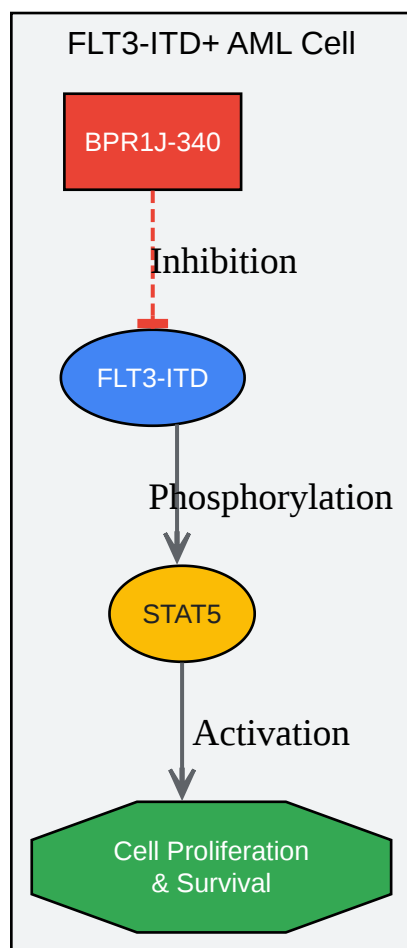 FLT3-ITD+ AML Cell
BPR1J-340
Inhibition
FLT3-ITD
Phosphorylation
STAT5
Activation
Cell Proliferation
& Survival